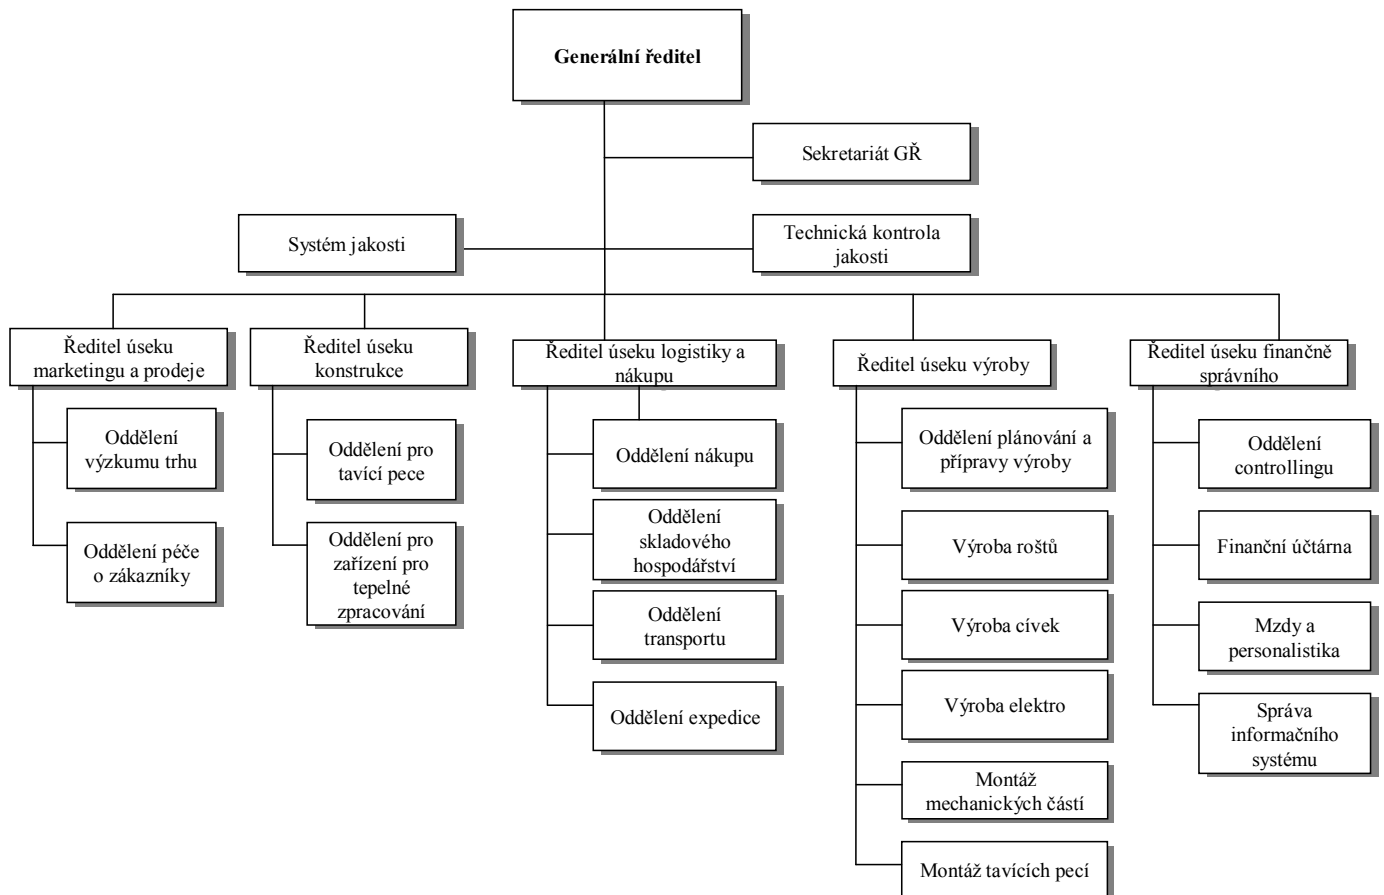 Generální ředitel
Sekretariát GŘ
Systém jakosti
Technická kontrola
jakosti
Ředitel úseku
marketingu a prodeje
Ředitel úseku
konstrukce
Ředitel úseku logistiky a
nákupu
Ředitel úseku výroby
Ředitel úseku finančně
správního
Oddělení
výzkumu trhu
Oddělení péče
o zákazníky
Oddělení pro
tavící pece
Oddělení pro
zařízení pro
tepelné
zpracování
Oddělení nákupu
Oddělení
skladového
hospodářství
Oddělení
transportu
Oddělení expedice
Oddělení plánování a
přípravy výroby
Výroba roštů
Výroba cívek
Výroba elektro
Montáž
mechanických částí
Montáž tavících pecí
Oddělení
controllingu
Finanční účtárna
Mzdy a
personalistika
Správa
informačního
systému